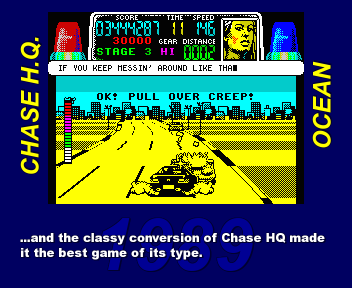 SCORE TIME SPEED
03444287 11 146
30000 GEAR DISTANCE
STAGE 3 HI 0002
IF YOU KEEP MESSIN' AROUND LIKE THA
OK! PULL OVER CREEP!
CHASE H.Q.
OCEAN
1989
...and the classy conversion of Chase HQ made
it the best game of its type.